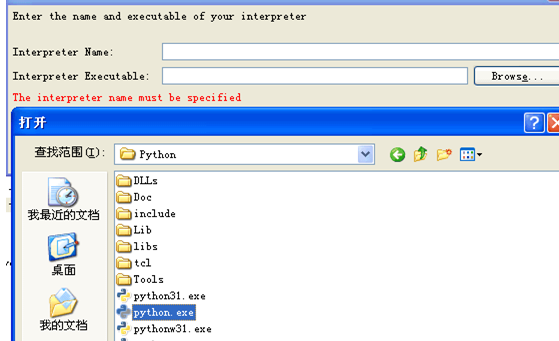 Enter the name and executable of your interpreter
Interpreter Name:
Interpreter Executable:
Browse...
The interpreter name must be specified
打开
查找范围(I):
Python
我最近的文档
桌面
我的文档
DLLs
Doc
include
Lib
libs
tcl
Tools
python31.exe
python.exe
pythonw31.exe